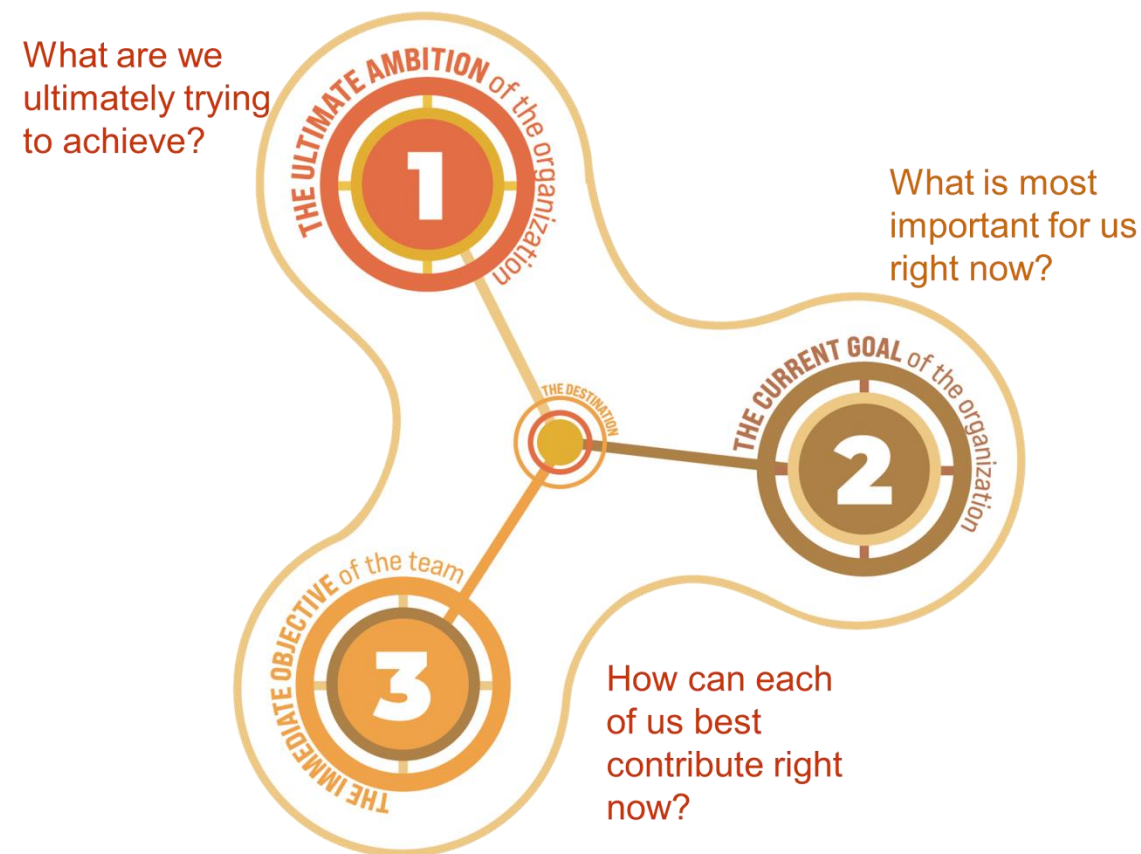 What are we
ultimately trying
to achieve?
THE ULTIMATE AMBITION of the organization
1
What is most
important for us
right now?
THE CURRENT GOAL of the organization
2
THE DESTINATION
THE IMMEDIATE OBJECTIVE of the team
3
How can each
of us best
contribute right
now?